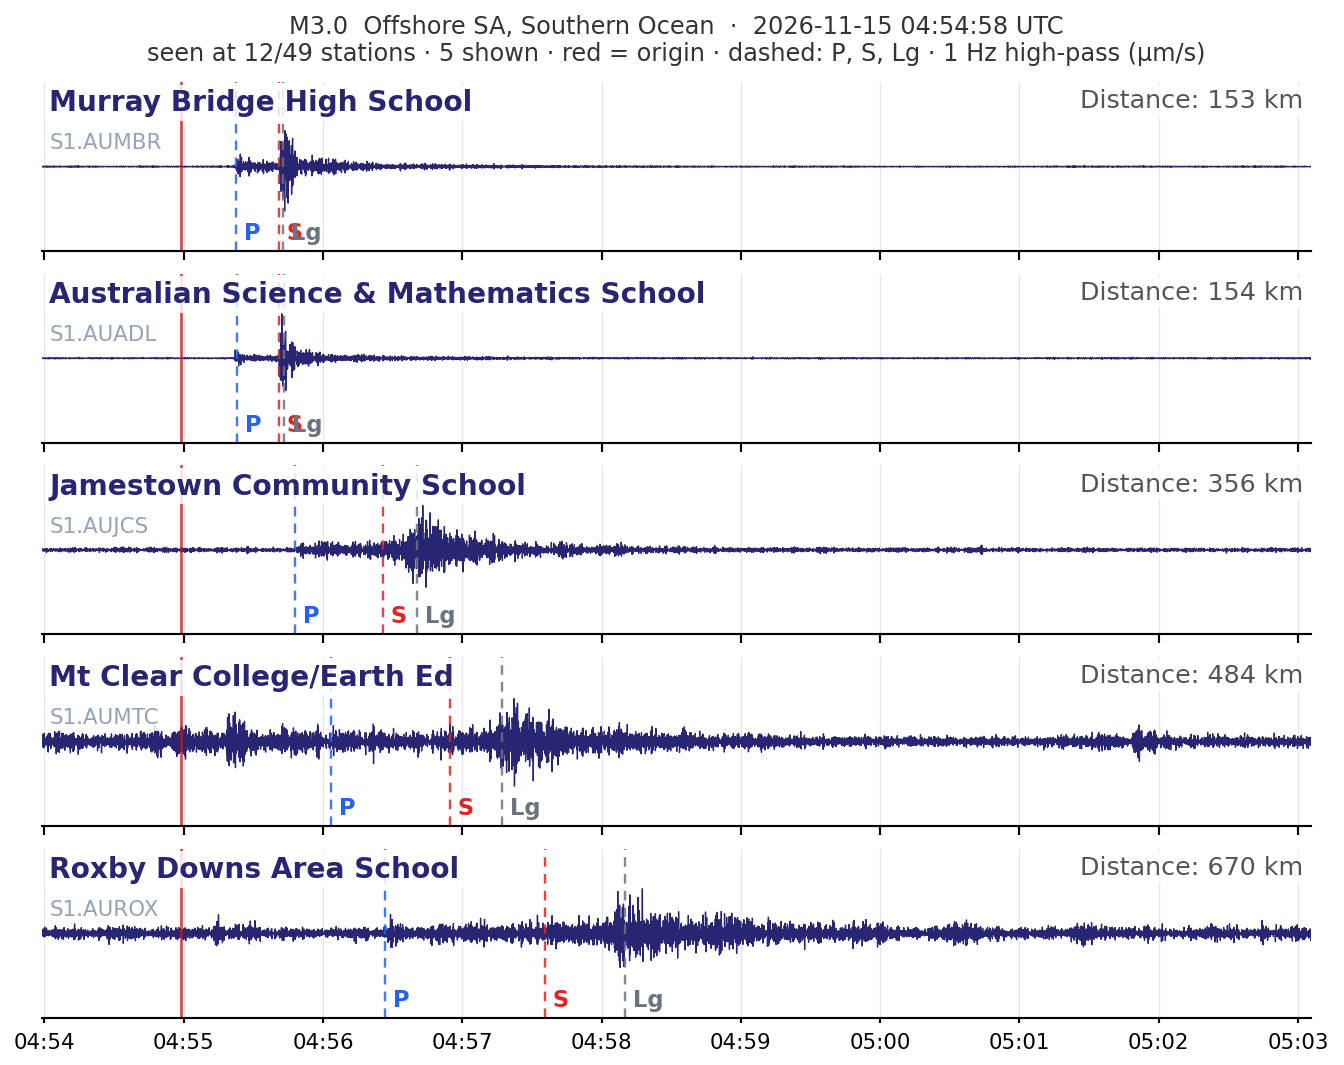 M3.0  Offshore SA, Southern Ocean  ·  2026-11-15 04:54:58 UTC
seen at 12/49 stations · 5 shown · red = origin · dashed: P, S, Lg · 1 Hz high-pass (µm/s)
Murray Bridge High School
Distance: 153 km
S1.AUMBR
P
S
Lg
Australian Science & Mathematics School
Distance: 154 km
S1.AUADL
P
S
Lg
Jamestown Community School
Distance: 356 km
S1.AUJCS
P
S
Lg
Mt Clear College/Earth Ed
Distance: 484 km
S1.AUMTC
P
S
Lg
Roxby Downs Area School
Distance: 670 km
S1.AUROX
P
S
Lg
04:54 04:55 04:56 04:57 04:58 04:59 05:00 05:01 05:02 05:03